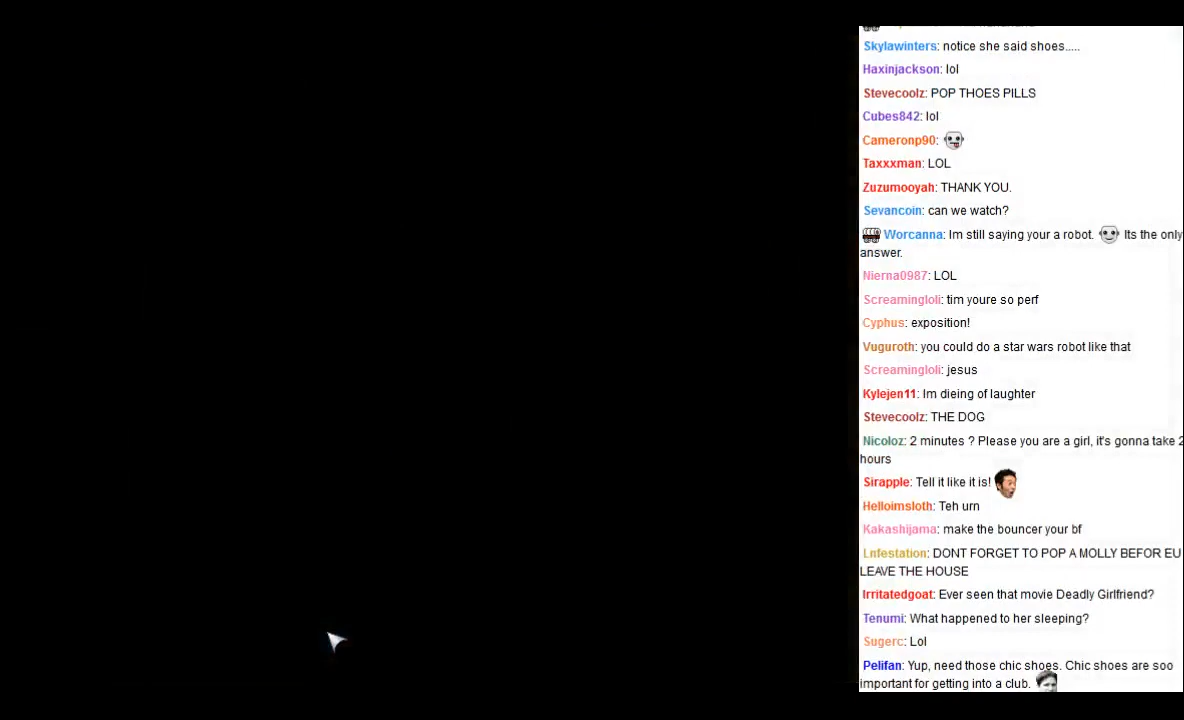 Skylawinters: notice she said shoes.....
Haxinjackson: lol
Stevecoolz: POP THOES PILLS
Cubes842: lol
Cameronp90:
Taxxxman: LOL
Zuzumooyah: THANK YOU.
Sevancoin: can we watch?
Worcanna: Im still saying your a robot. Its the only
answer.
Nierna0987: LOL
Screamingloli: tim youre so perf
Cyphus: exposition!
Vuguroth: you could do a star wars robot like that
Screamingloli: jesus
Kylejen11: Im dieing of laughter
Stevecoolz: THE DOG
Nicoloz: 2 minutes ? Please you are a girl, it's gonna take 2
hours
Sirapple: Tell it like it is!
Helloimsloth: Teh urn
Kakashijama: make the bouncer your bf
Lnfestation: DONT FORGET TO POP A MOLLY BEFOR EU
LEAVE THE HOUSE
Irritatedgoat: Ever seen that movie Deadly Girlfriend?
Tenumi: What happened to her sleeping?
Sugerc: Lol
Pelifan: Yup, need those chic shoes. Chic shoes are soo
important for getting into a club.